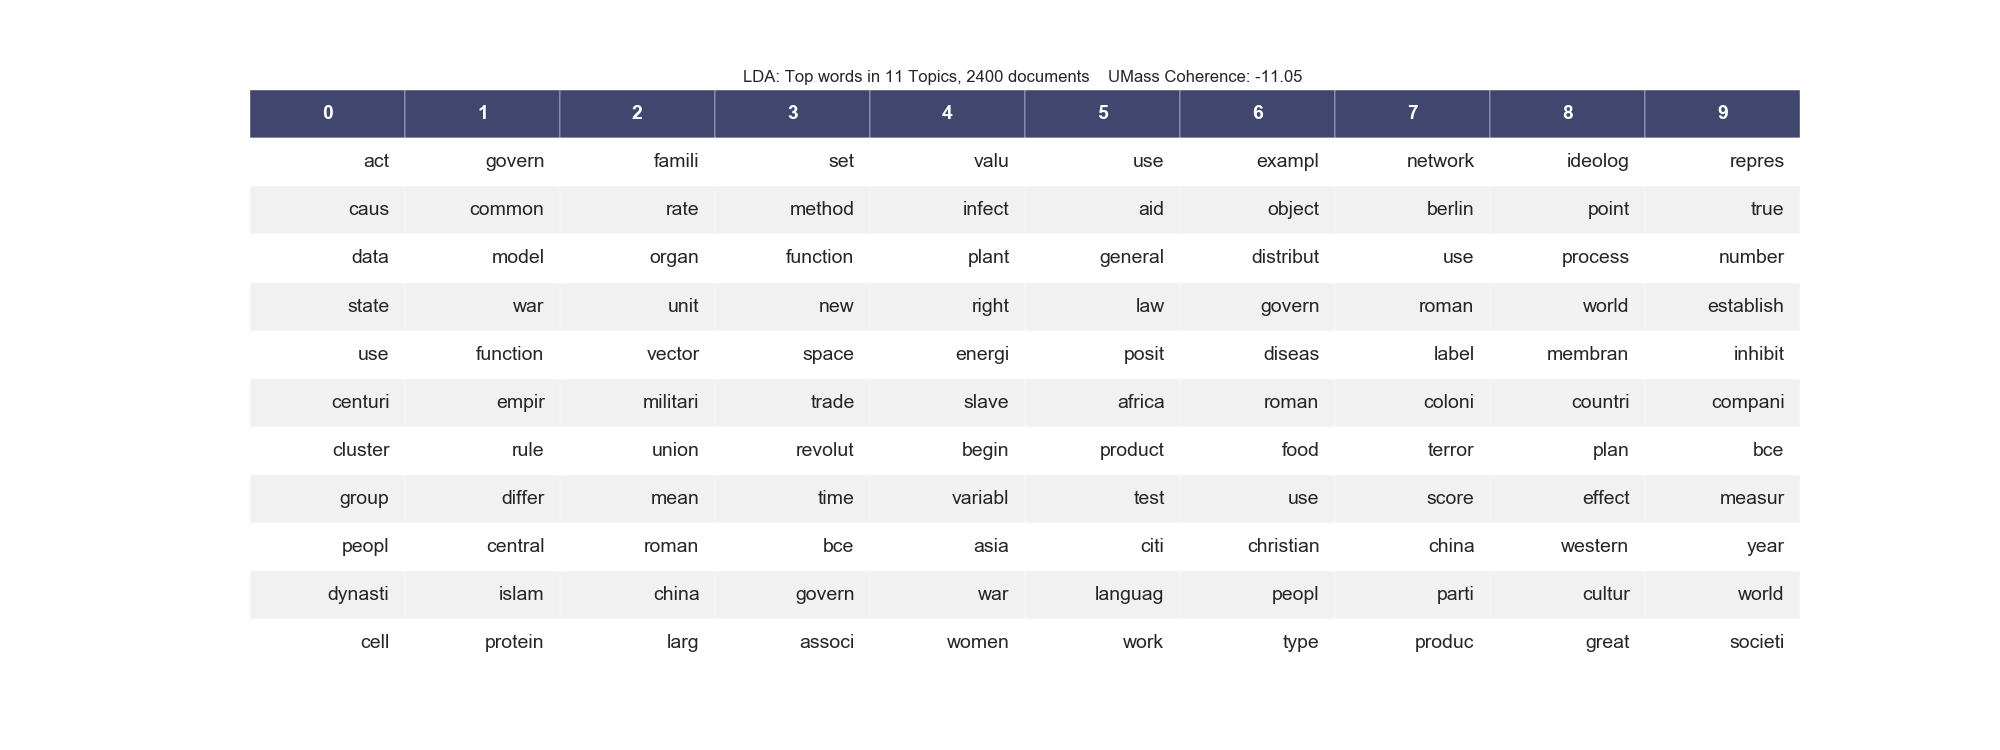 LDA: Top words in 11 Topics, 2400 documents    UMass Coherence: -11.05
0 1 2 3 4 5 6 7 8 9
act govern famili set valu use exampl network ideolog repres
caus common rate method infect aid object berlin point true
data model organ function plant general distribut use process number
state war unit new right law govern roman world establish
use function vector space energi posit diseas label membran inhibit
centuri empir militari trade slave africa roman coloni countri compani
cluster rule union revolut begin product food terror plan bce
group differ mean time variabl test use score effect measur
peopl central roman bce asia citi christian china western year
dynasti islam china govern war languag peopl parti cultur world
cell protein larg associ women work type produc great societi